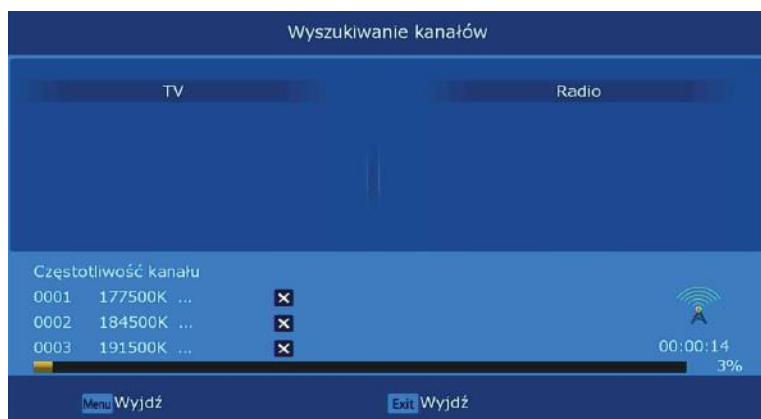 Wyszukiwanie kanałów
TV
Radio
Częstotliwość kanału
0001 177500K ...
0002 184500K ...
0003 191500K ...
00:00:14
3%
Menu Wyjdź
Exit Wyjdź